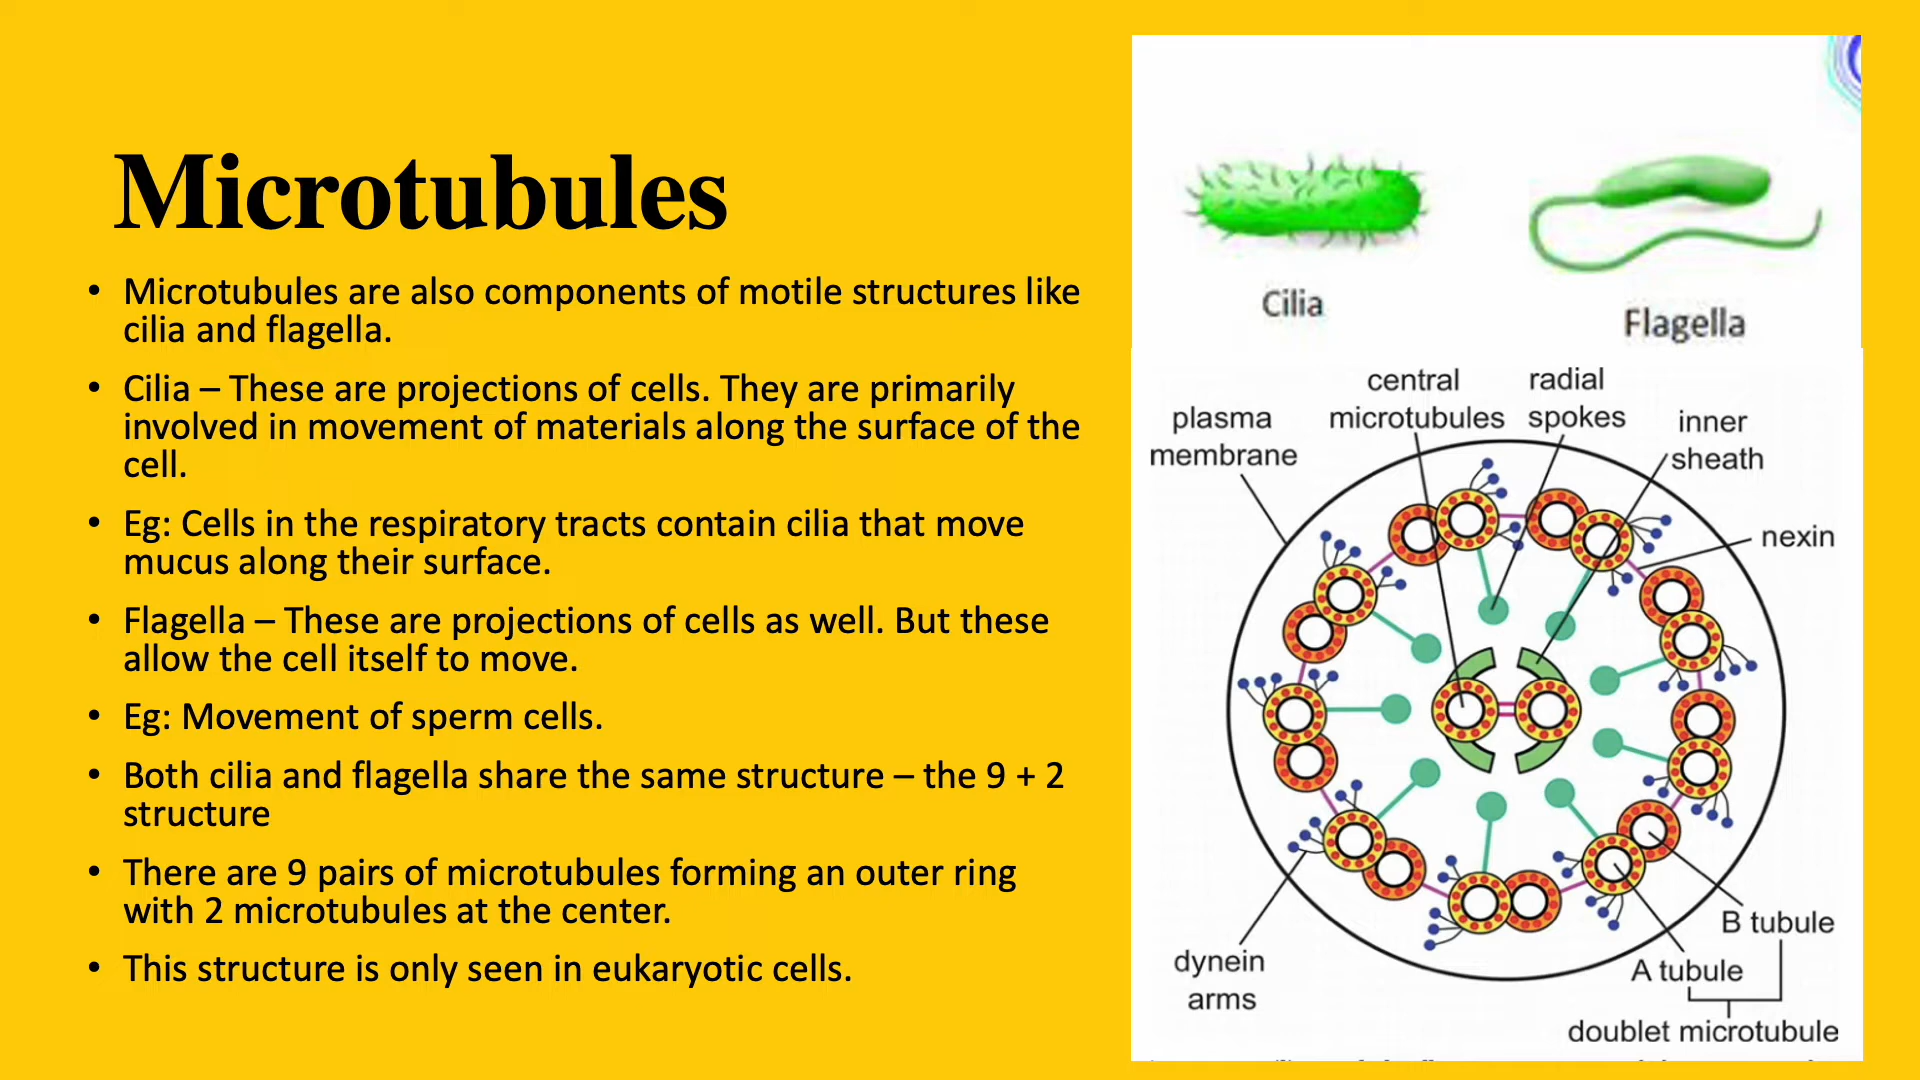 Microtubules
• Microtubules are also components of motile structures like
cilia and flagella.
• Cilia – These are projections of cells. They are primarily
involved in movement of materials along the surface of the
cell.
• Eg: Cells in the respiratory tracts contain cilia that move
mucus along their surface.
• Flagella – These are projections of cells as well. But these
allow the cell itself to move.
• Eg: Movement of sperm cells.
• Both cilia and flagella share the same structure – the 9 + 2
structure
• There are 9 pairs of microtubules forming an outer ring
with 2 microtubules at the center.
• This structure is only seen in eukaryotic cells.
Cilia
Flagella
plasma
membrane
central
microtubules
radial
spokes
inner
sheath
nexin
dynein
arms
B tubule
A tubule
doublet microtubule